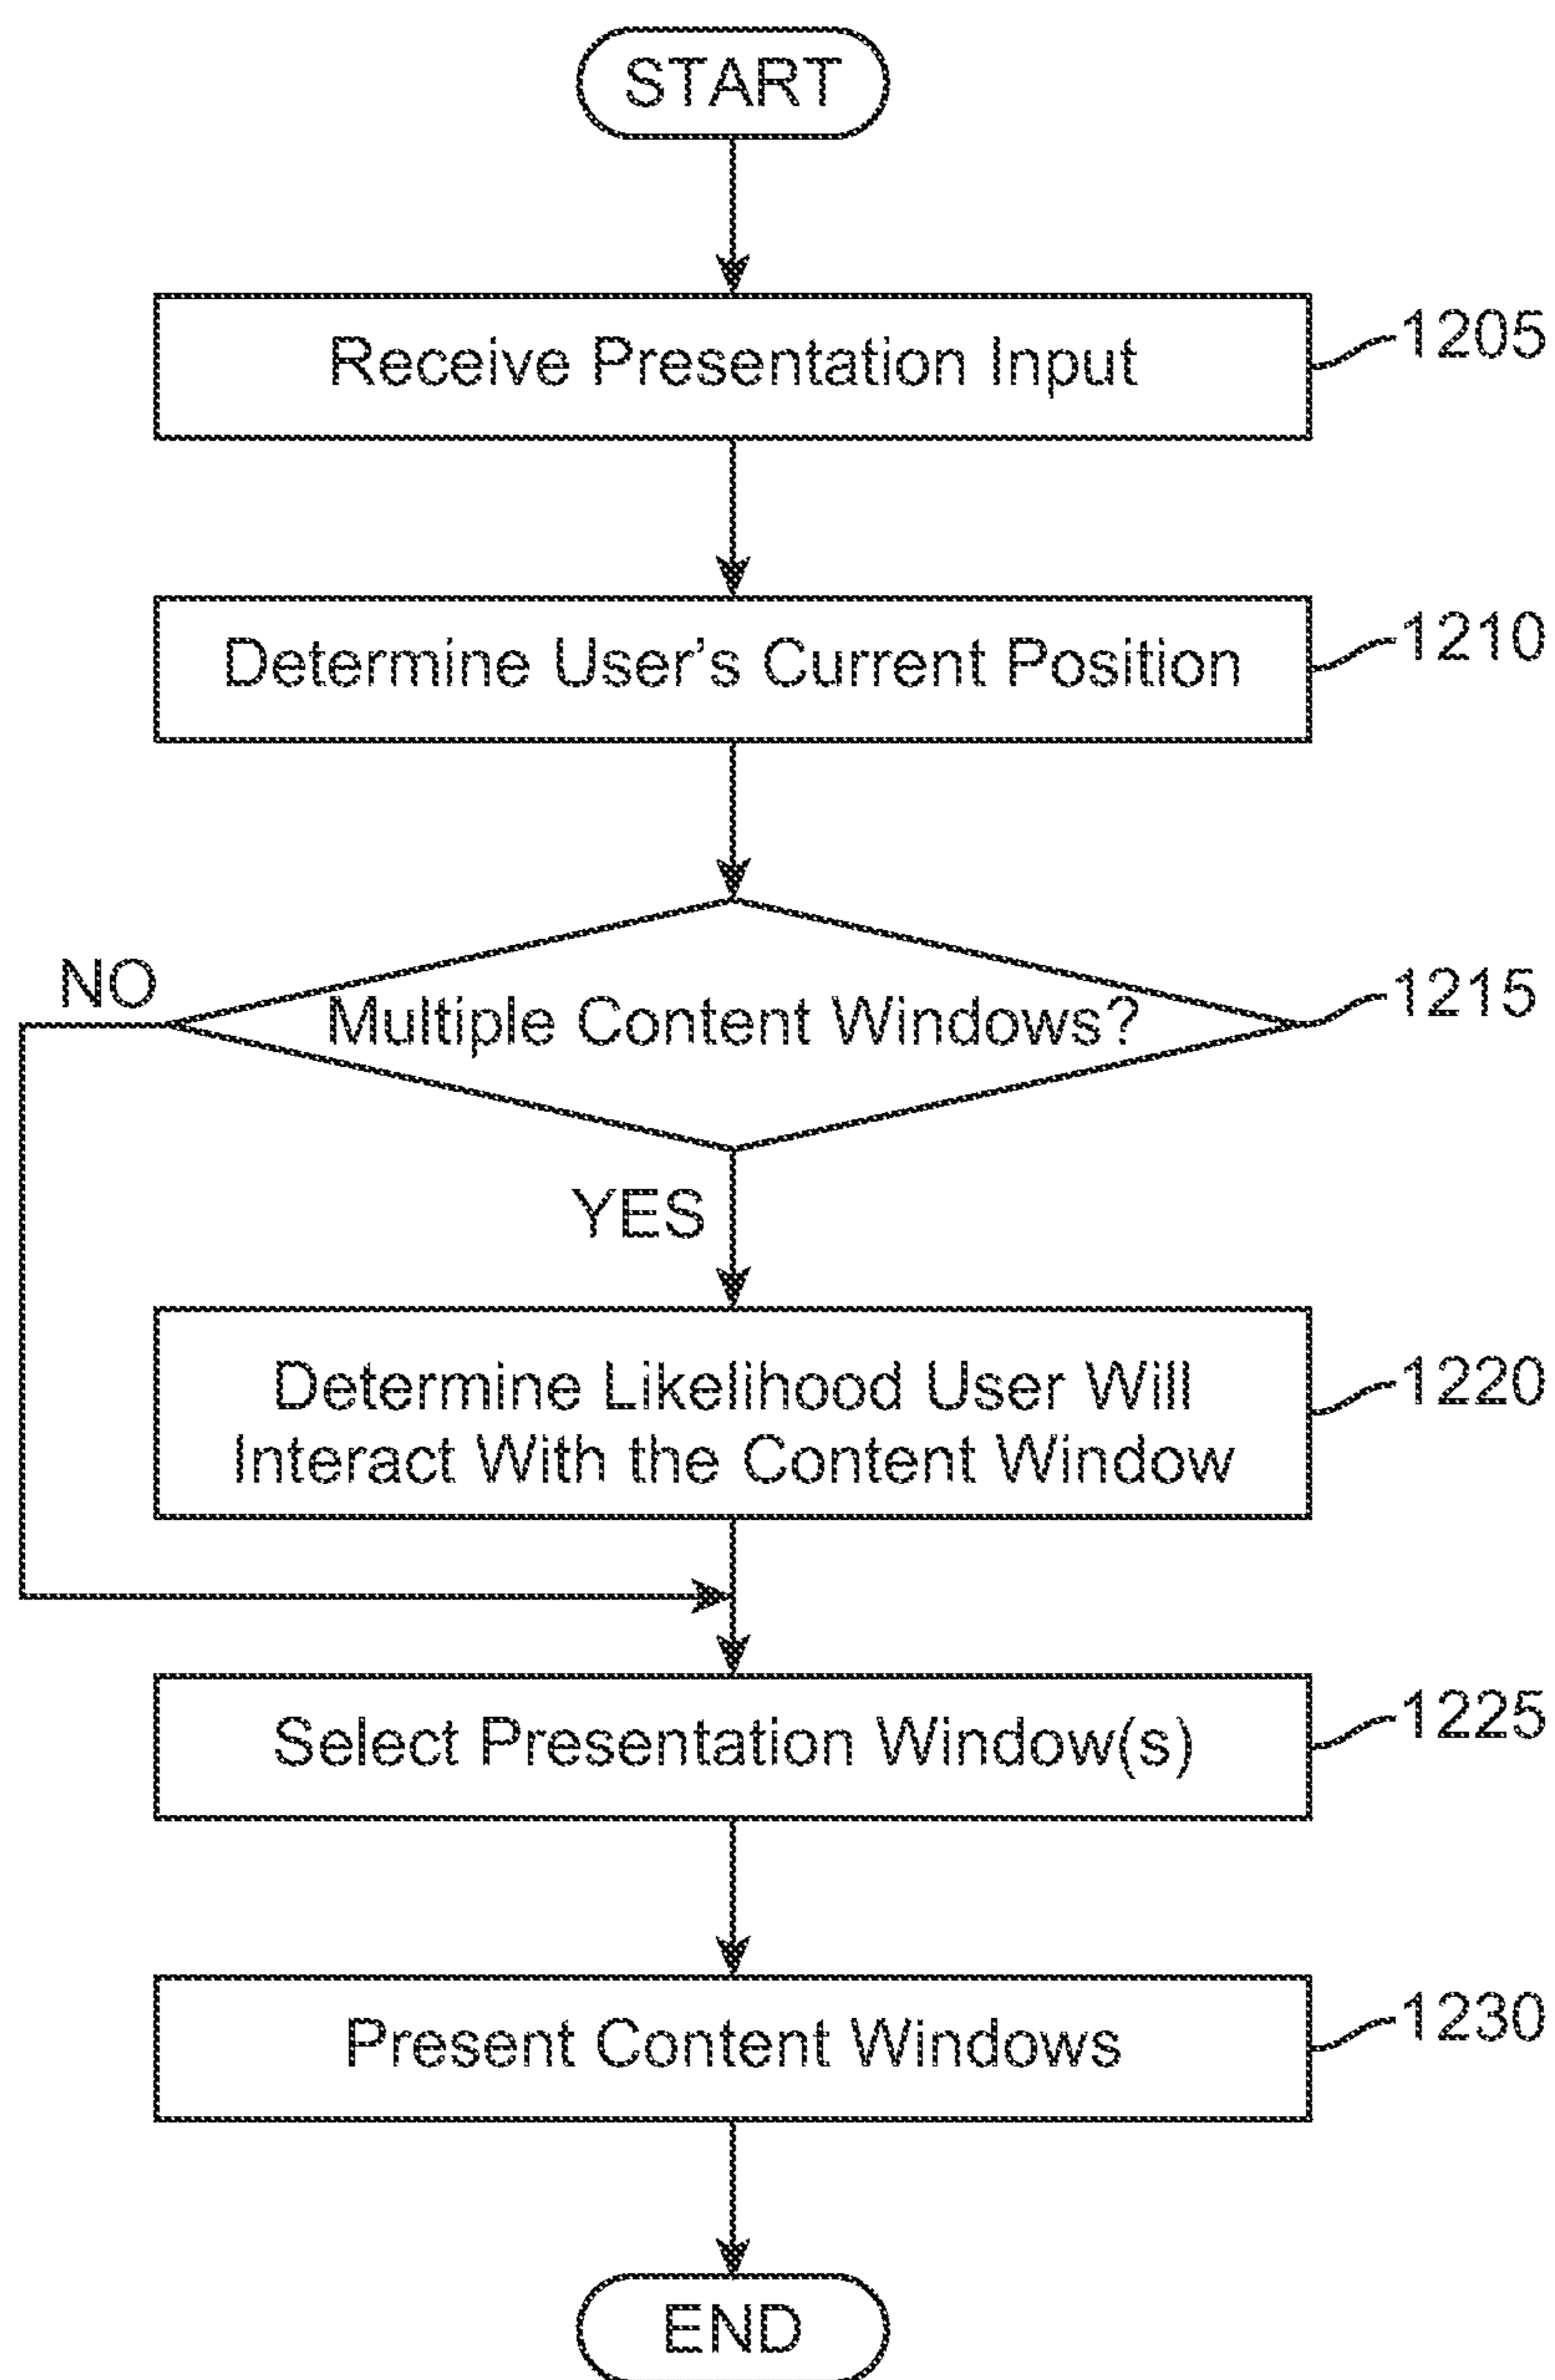 START
Receive Presentation Input
1205
Determine User's Current Position
1210
NO
Multiple Content Windows?
1215
YES
Determine Likelihood User Will
Interact With the Content Window
1220
Select Presentation Window(s)
1225
Present Content Windows
1230
END